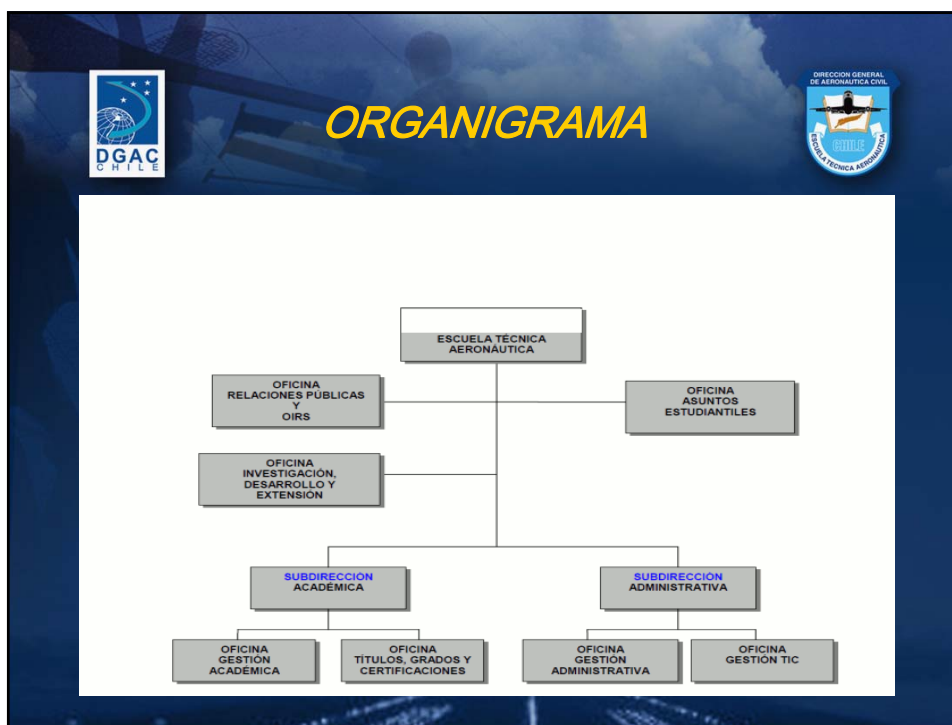 DGAC
CHILE
ORGANIGRAMA
DIRECCION GENERAL
DE AERONAUTICA CIVIL
CHILE
ESCUELA TECNICA AERONÁUTICA
ESCUELA TÉCNICA
AERONÁUTICA
OFICINA
RELACIONES PÚBLICAS
Y
OIRS
OFICINA
ASUNTOS
ESTUDIANTILES
OFICINA
INVESTIGACIÓN,
DESARROLLO Y
EXTENSIÓN
SUBDIRECCIÓN
ACADÉMICA
SUBDIRECCIÓN
ADMINISTRATIVA
OFICINA
GESTIÓN
ACADÉMICA
OFICINA
TÍTULOS, GRADOS Y
CERTIFICACIONES
OFICINA
GESTIÓN
ADMINISTRATIVA
OFICINA
GESTIÓN TIC